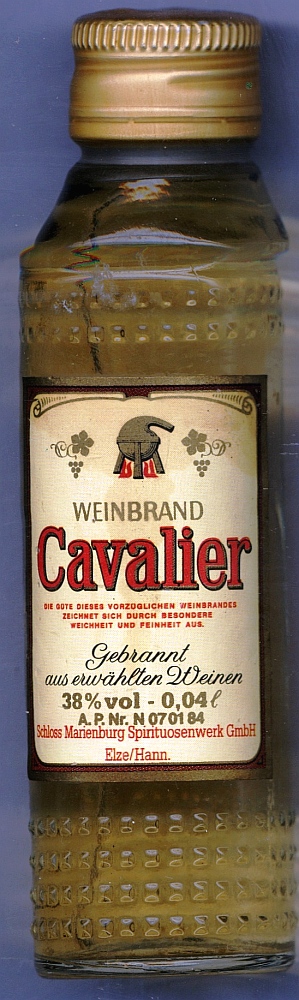 WEINBRAND
Cavalier
DIE GÜTE DIESES VORZÜGLICHEN WEINBRANDES
ZEICHNET SICH DURCH BESONDERE
WEICHHEIT UND FEINHEIT AUS.
Gebrannt
aus erwählten Weinen
38% vol - 0,04 ℓ
A.P. Nr. N 070184
Schloss Marienburg Spirituosenwerk GmbH
Elze/Hann.